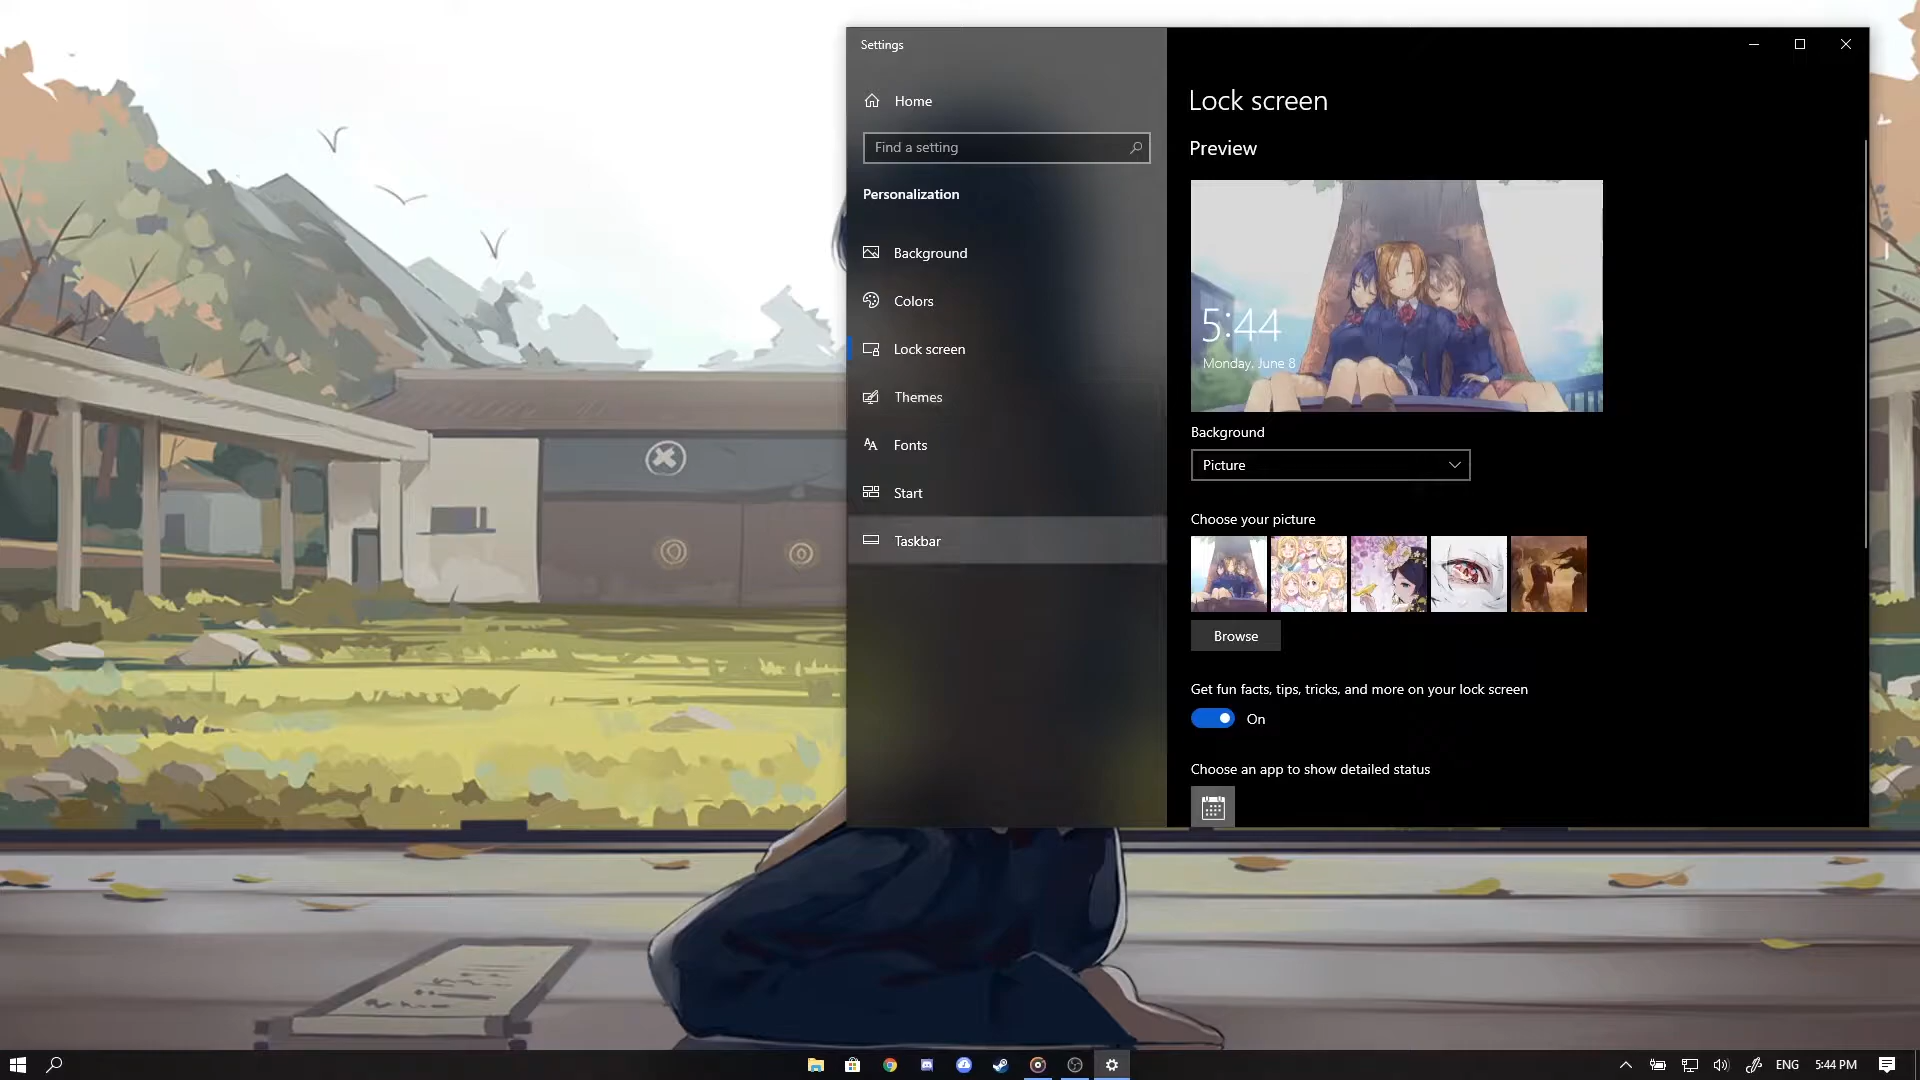 Settings
Home
Find a setting
Personalization
Background
Colors
Lock screen
Themes
Fonts
Start
Taskbar
Lock screen
Preview
5:44
Monday, June 8
Background
Picture
Choose your picture
Browse
Get fun facts, tips, tricks, and more on your lock screen
On
Choose an app to show detailed status
ENG
5:44 PM